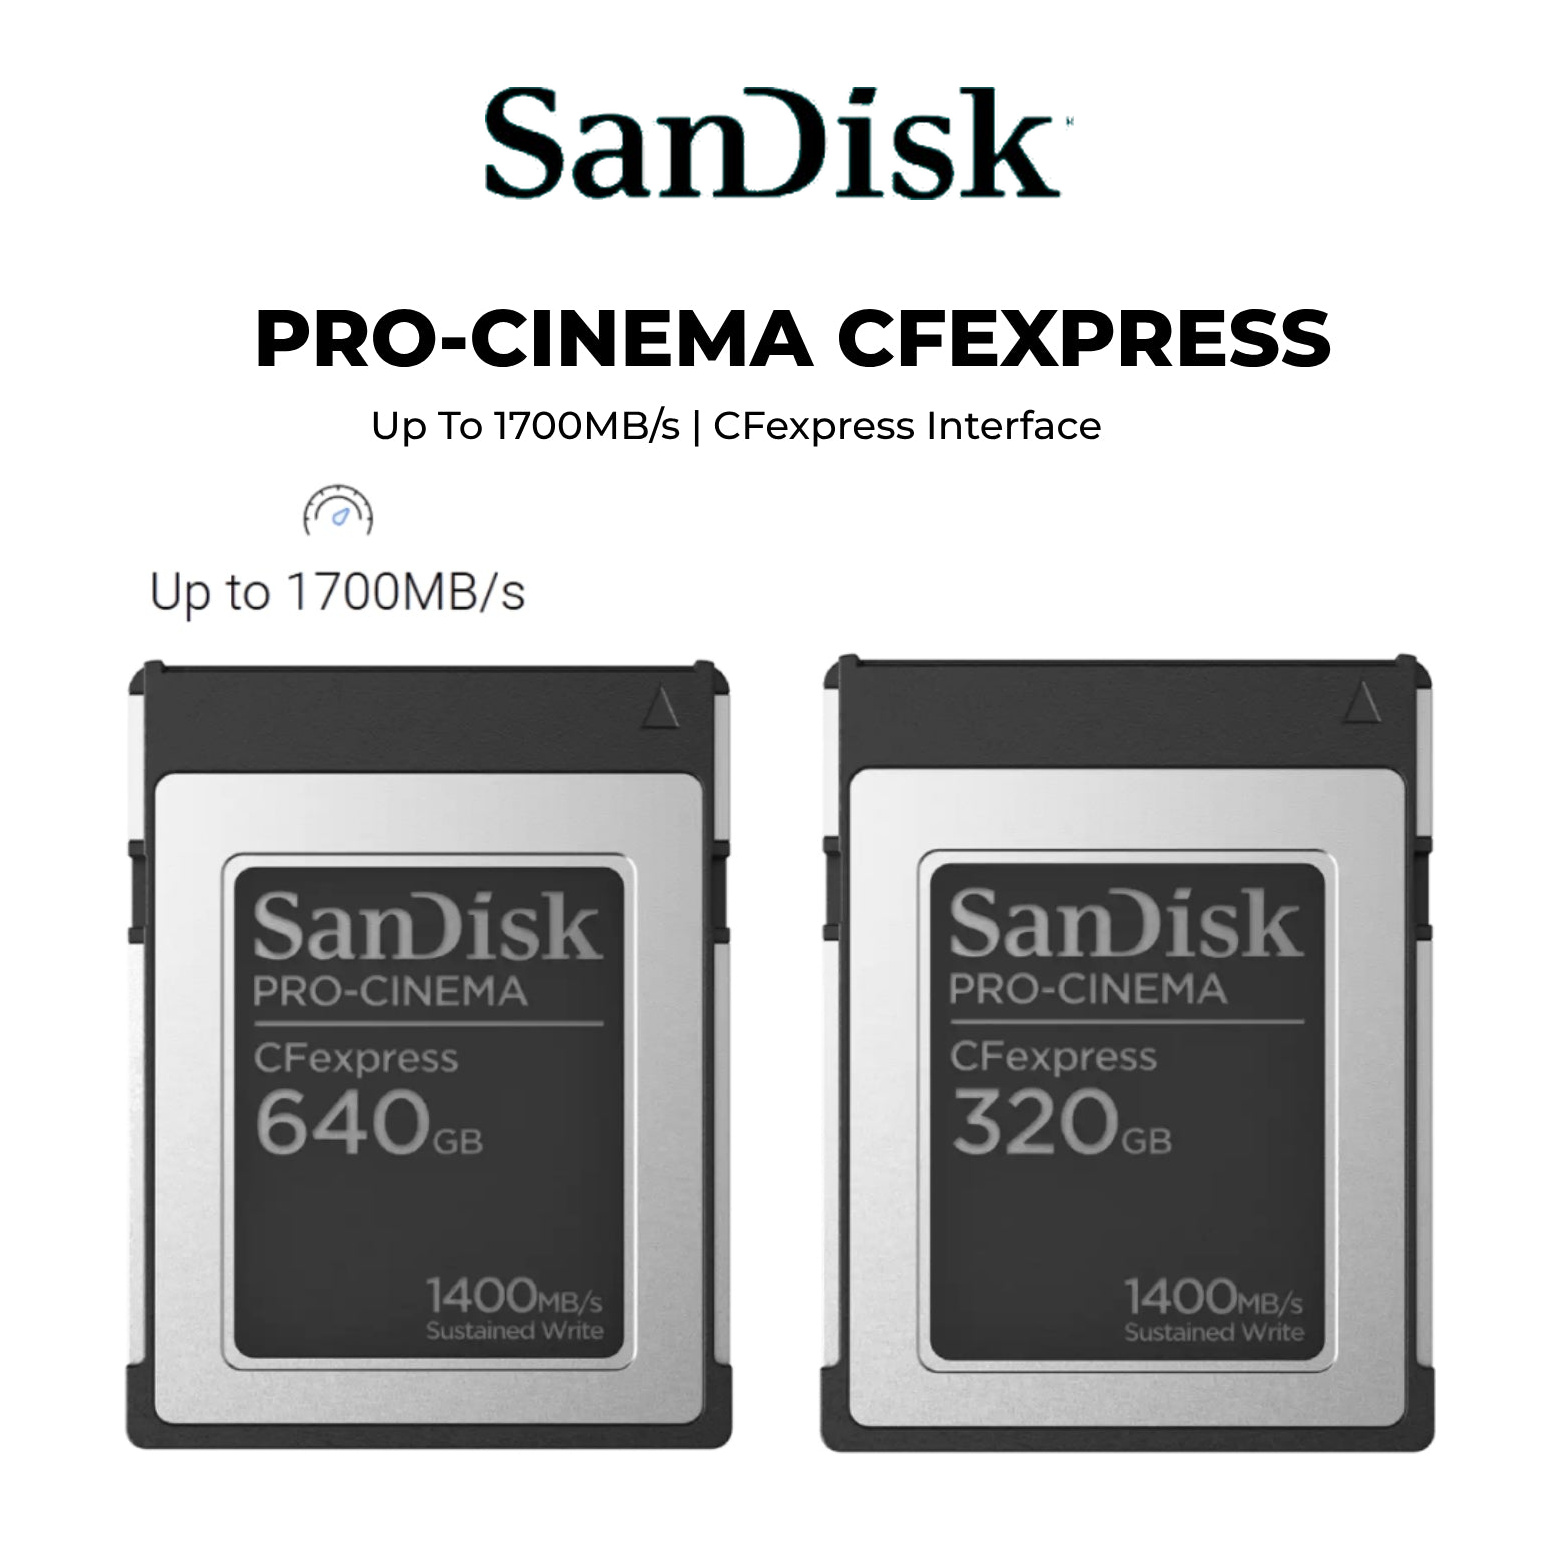 SanDisk
PRO-CINEMA CFEXPRESS
Up To 1700MB/s | CFexpress Interface
Up to 1700MB/s
SanDisk
PRO-CINEMA
CFexpress
640GB
1400MB/s
Sustained Write
SanDisk
PRO-CINEMA
CFexpress
320GB
1400MB/s
Sustained Write